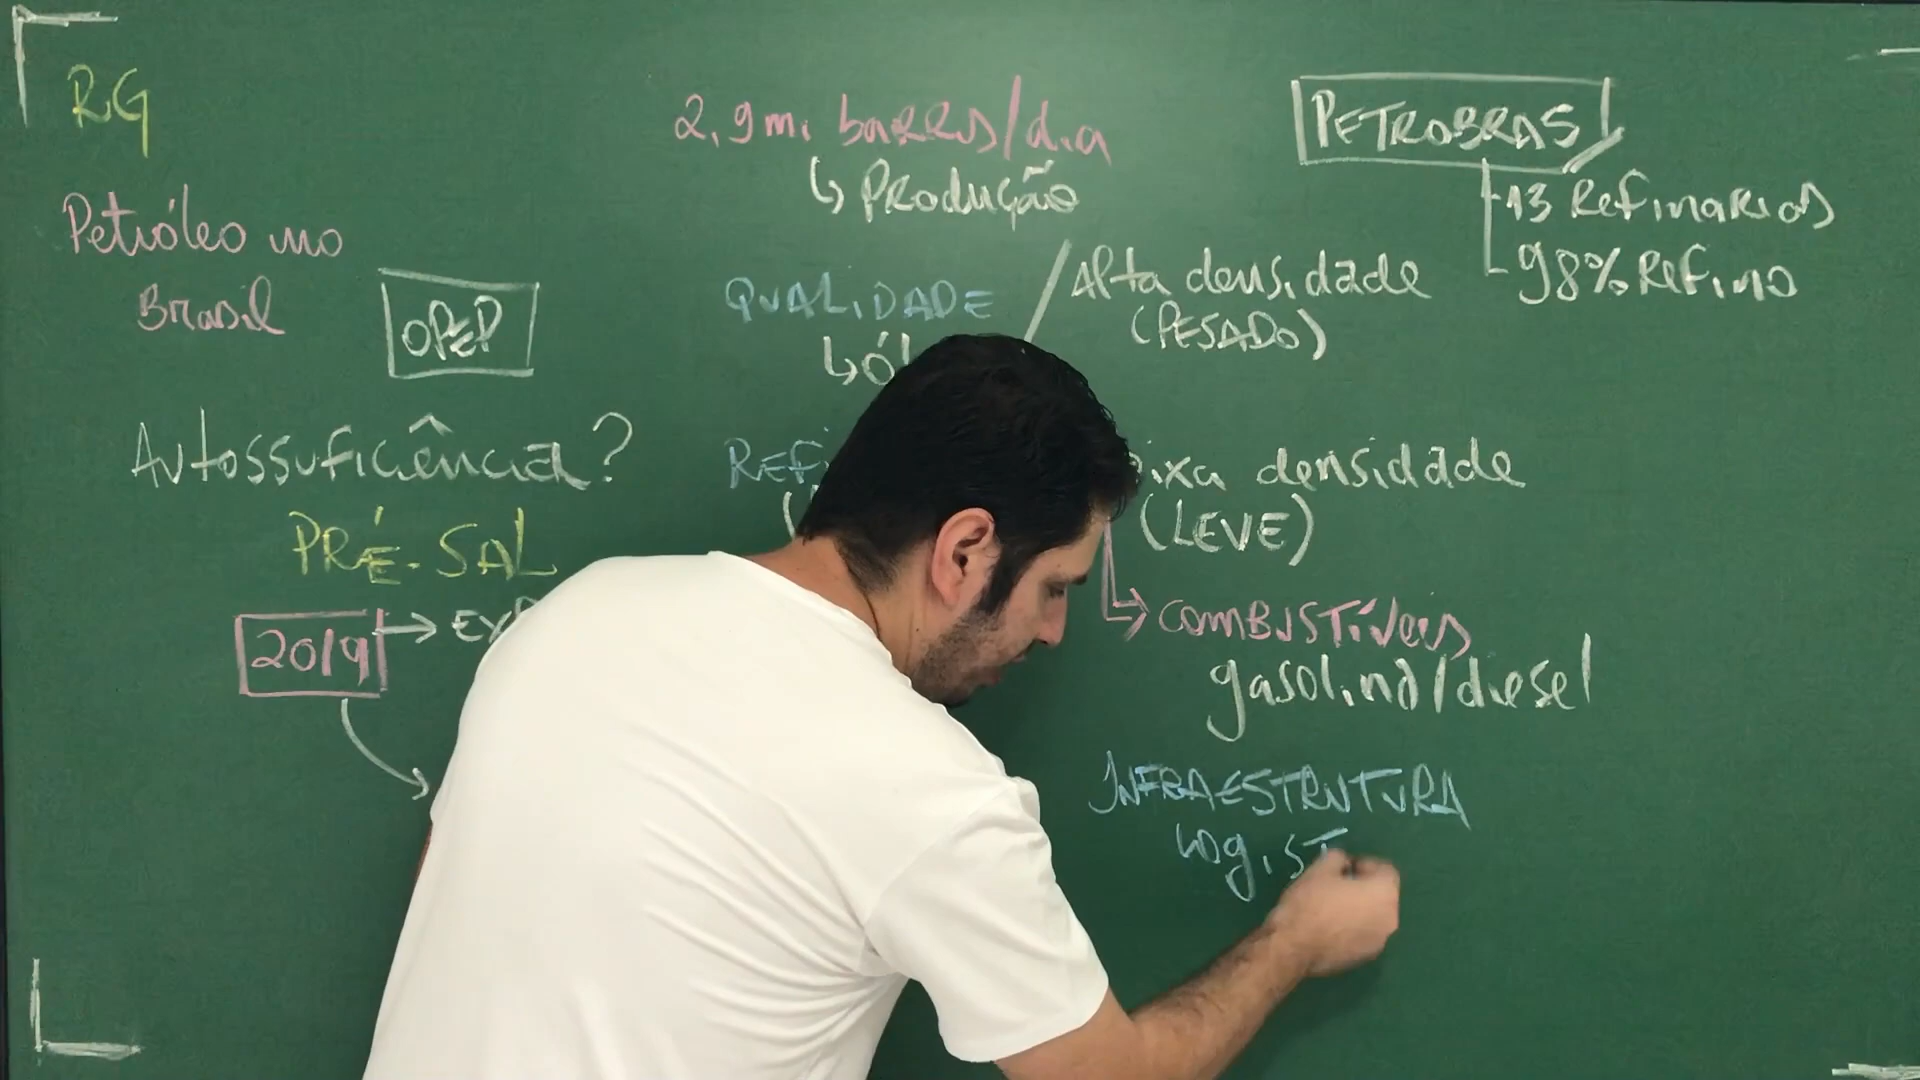 RG
Petróleo no
Brasil
OPEP
Autossuficiência?
PRÉ-SAL
2019 →
2,9 mi barris/dia
↳ Produção
QUALIDADE
Alta densidade
(PESADO)
densidade
(LEVE)
↳ combustíveis
gasolina/diesel
INFRAESTRUTURA
PETROBRAS
13 Refinarias
98% Refino